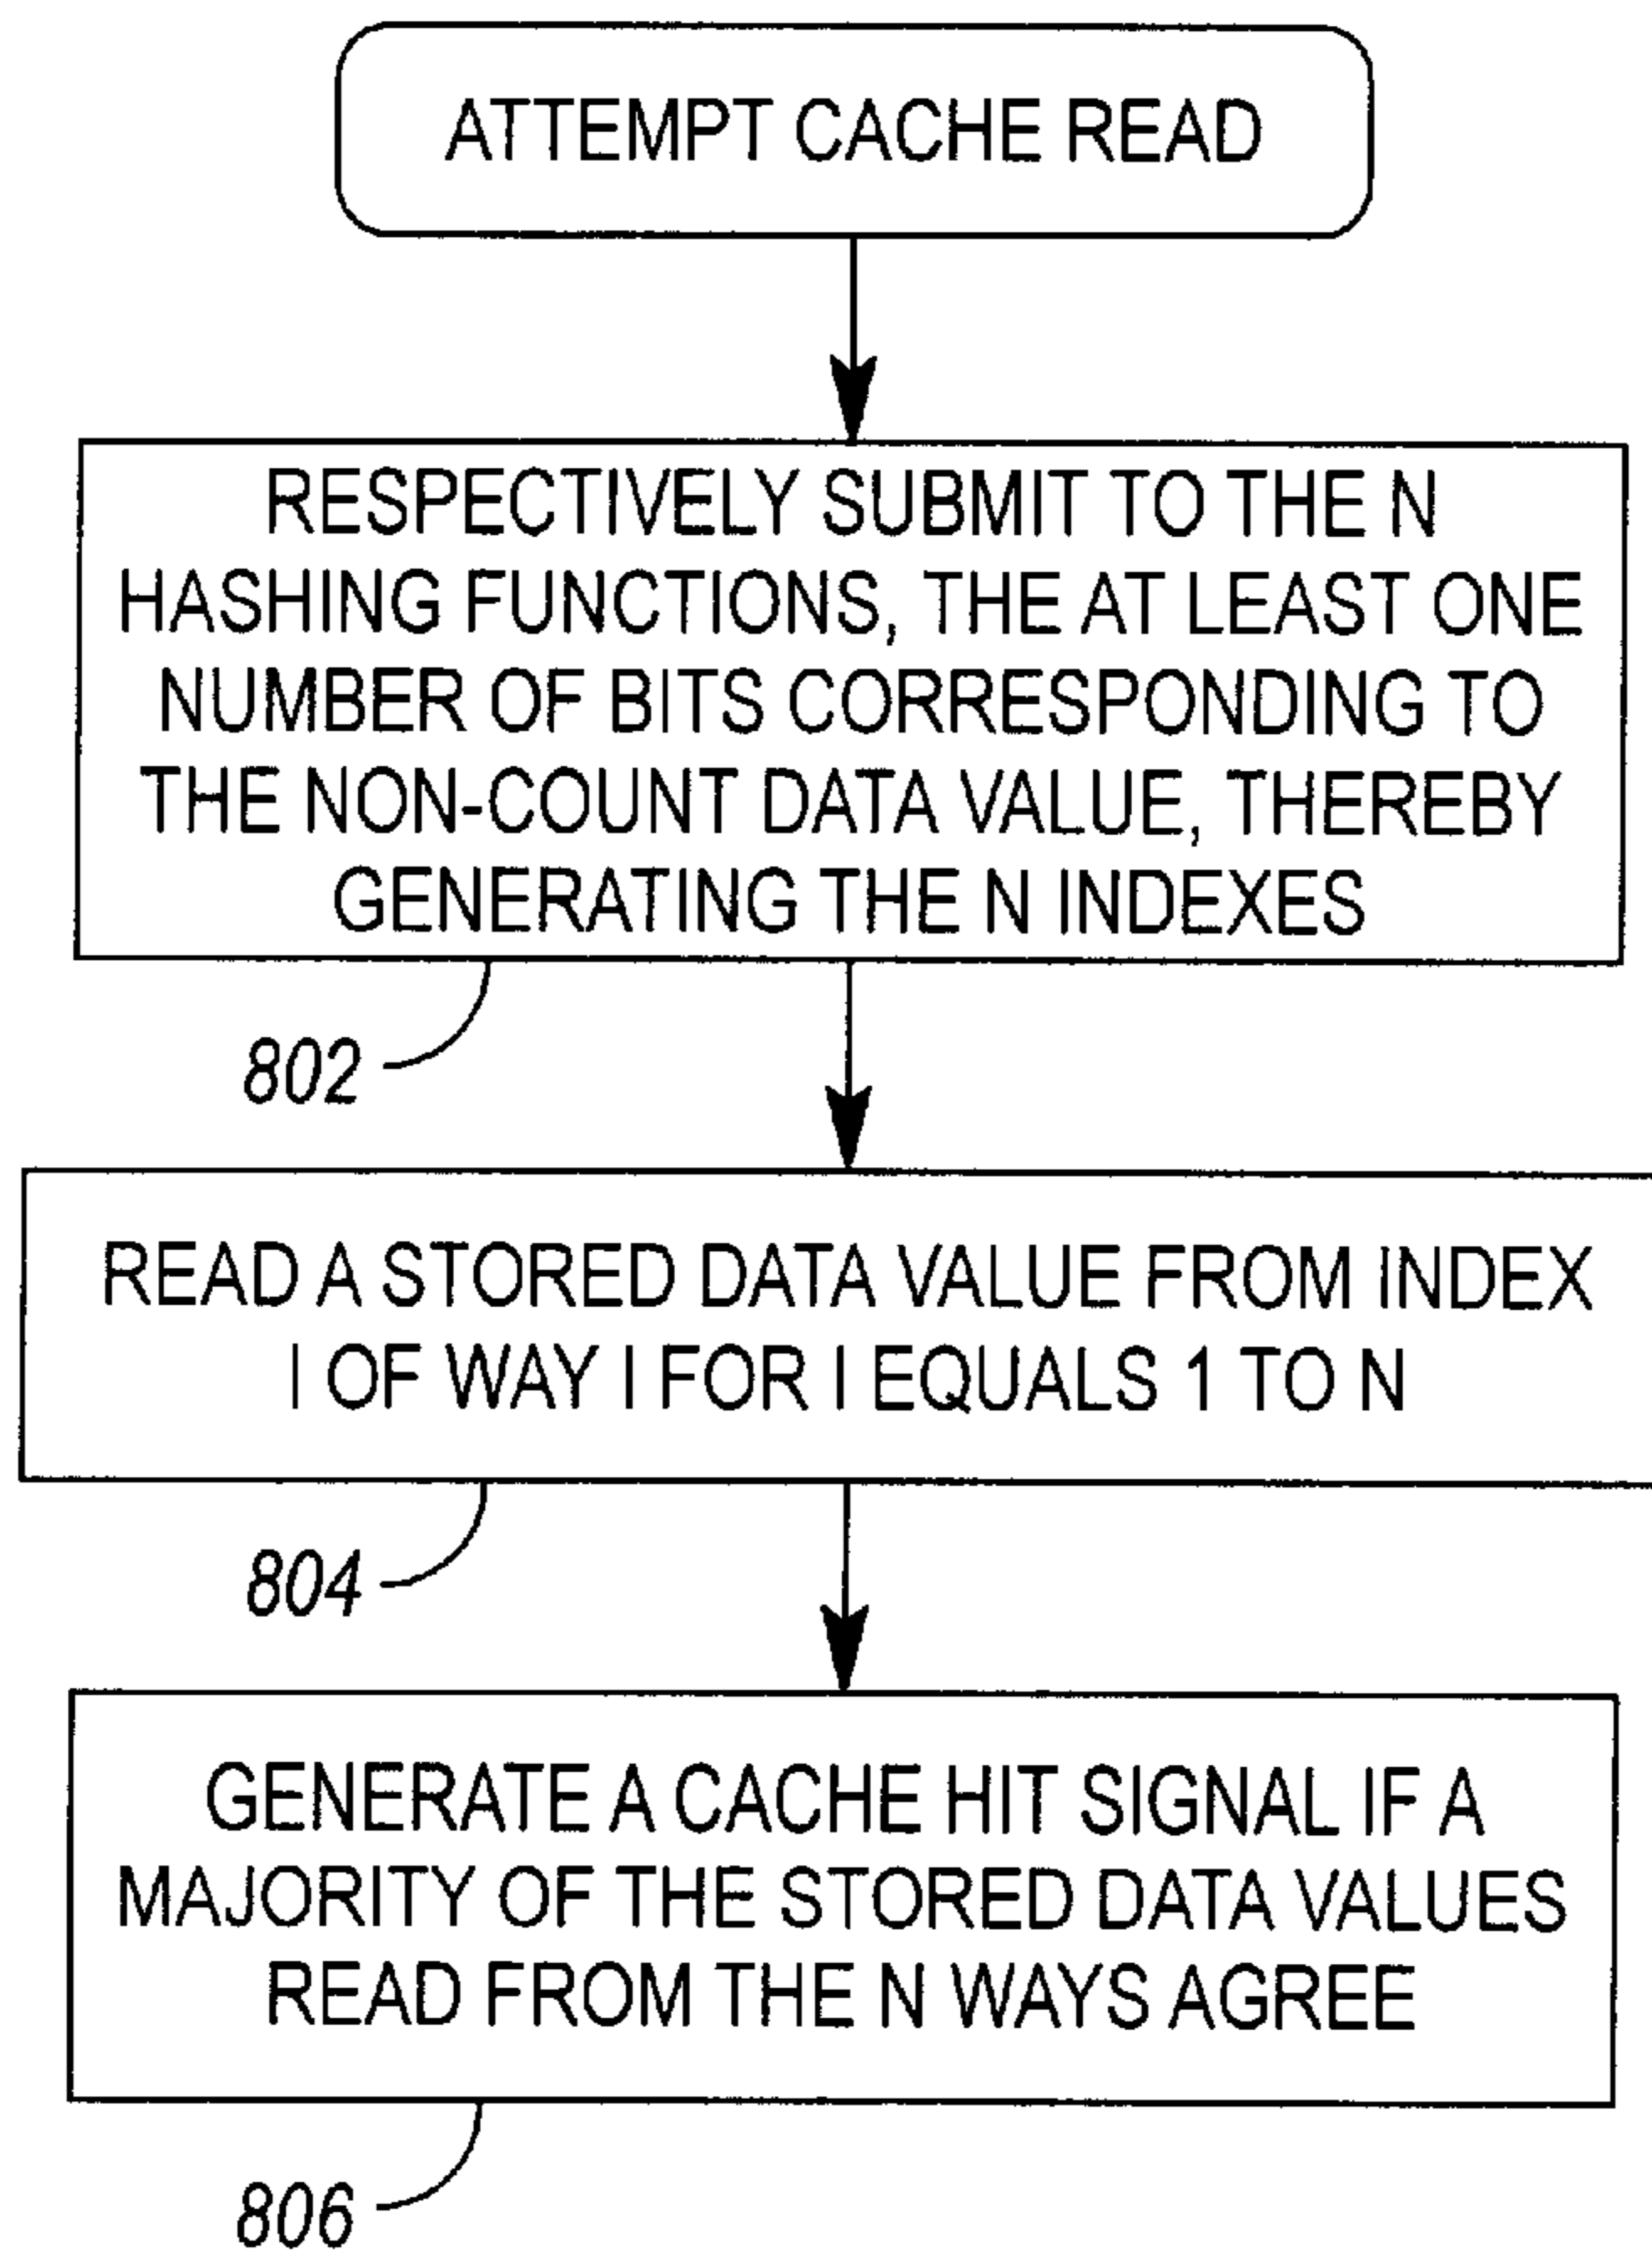 ATTEMPT CACHE READ
RESPECTIVELY SUBMIT TO THE N
HASHING FUNCTIONS, THE AT LEAST ONE
NUMBER OF BITS CORRESPONDING TO
THE NON-COUNT DATA VALUE, THEREBY
GENERATING THE N INDEXES
802
READ A STORED DATA VALUE FROM INDEX
I OF WAY I FOR I EQUALS 1 TO N
804
GENERATE A CACHE HIT SIGNAL IF A
MAJORITY OF THE STORED DATA VALUES
READ FROM THE N WAYS AGREE
806